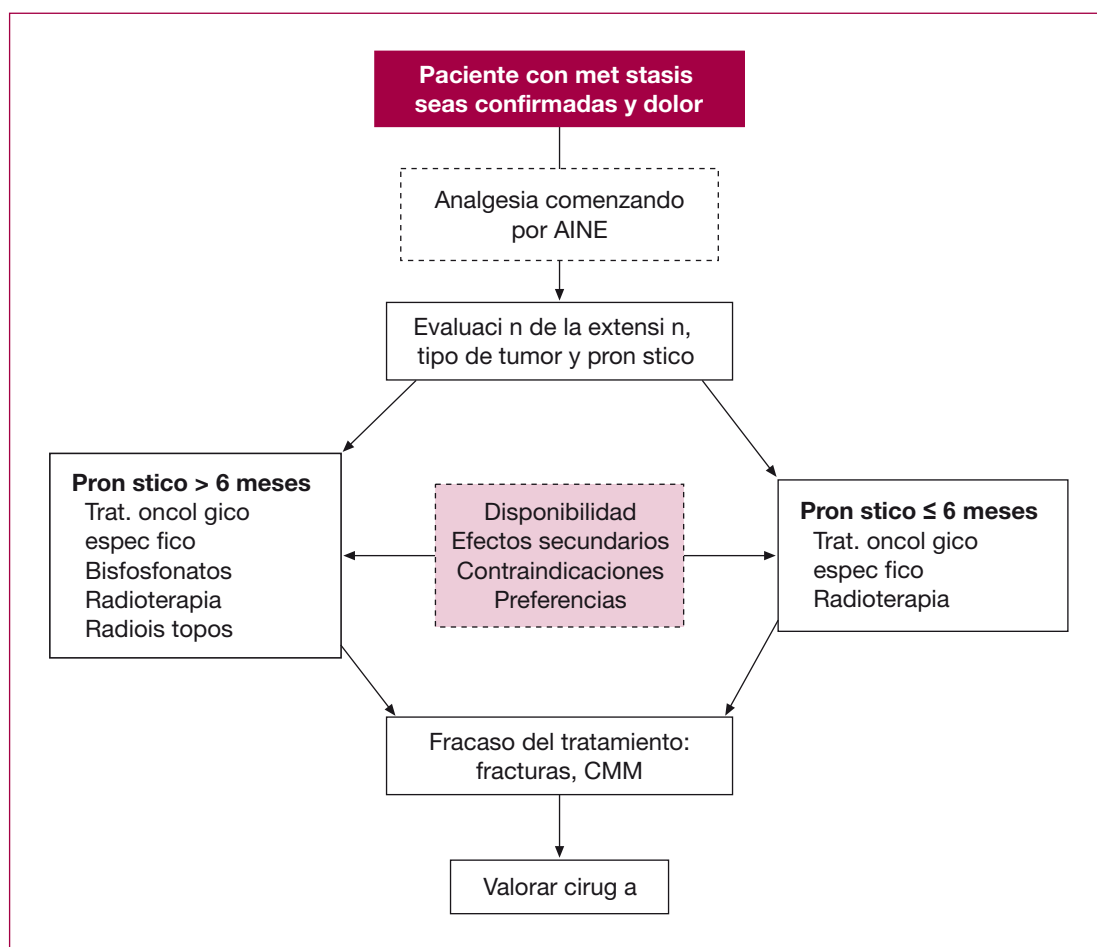 Paciente con met stasis
seas confirmadas y dolor
Analgesia comenzando
por AINE
Evaluaci n de la extensi n,
tipo de tumor y pron stico
Pron stico > 6 meses
Trat. oncol gico
espec fico
Bisfosfonatos
Radioterapia
Radiois topos
Disponibilidad
Efectos secundarios
Contraindicaciones
Preferencias
Pron stico ≤ 6 meses
Trat. oncol gico
espec fico
Radioterapia
Fracaso del tratamiento:
fracturas, CMM
Valorar cirug a